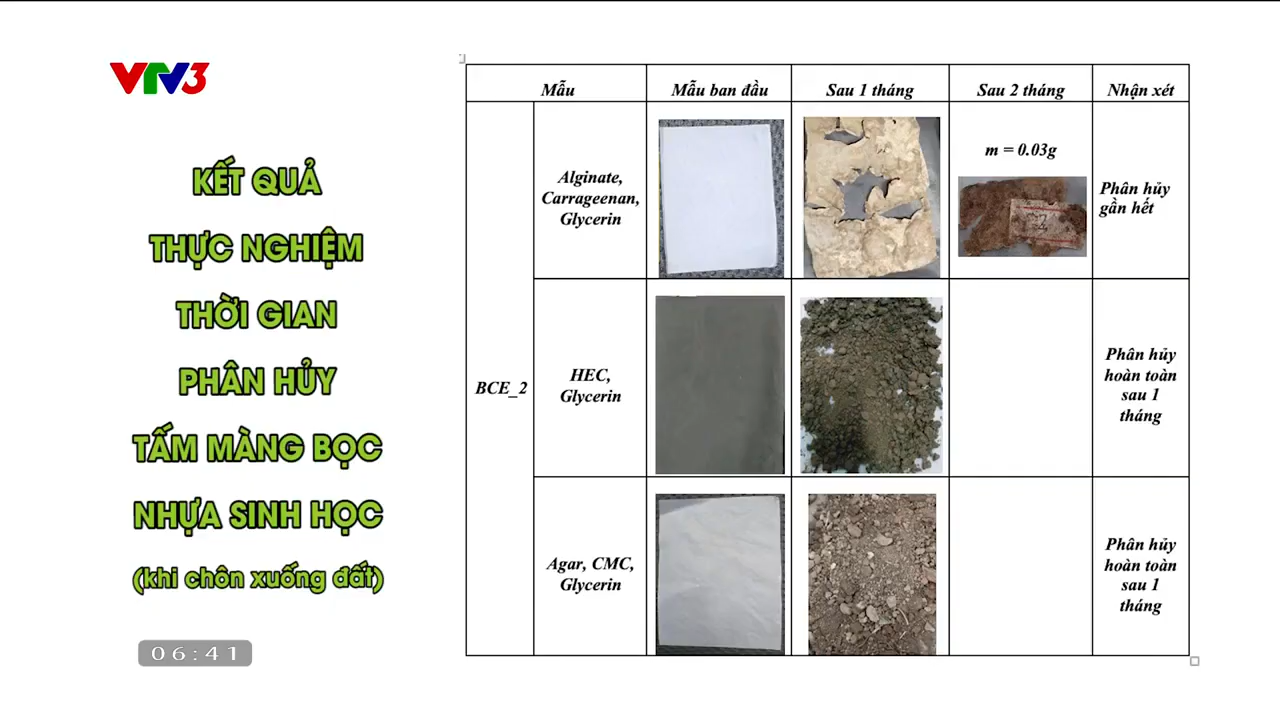 VTV3
KẾT QUẢ
THỰC NGHIỆM
THỜI GIAN
PHÂN HỦY
TẤM MÀNG BỌC
NHỰA SINH HỌC
(khi chôn xuống đất)
06:41
Mẫu
Mẫu ban đầu
Sau 1 tháng
Sau 2 tháng
Nhận xét
BCE_2
Alginate,
Carrageenan,
Glycerin
m = 0.03g
Phân hủy
gần hết
HEC,
Glycerin
Phân hủy
hoàn toàn
sau 1
tháng
Agar, CMC,
Glycerin
Phân hủy
hoàn toàn
sau 1
tháng